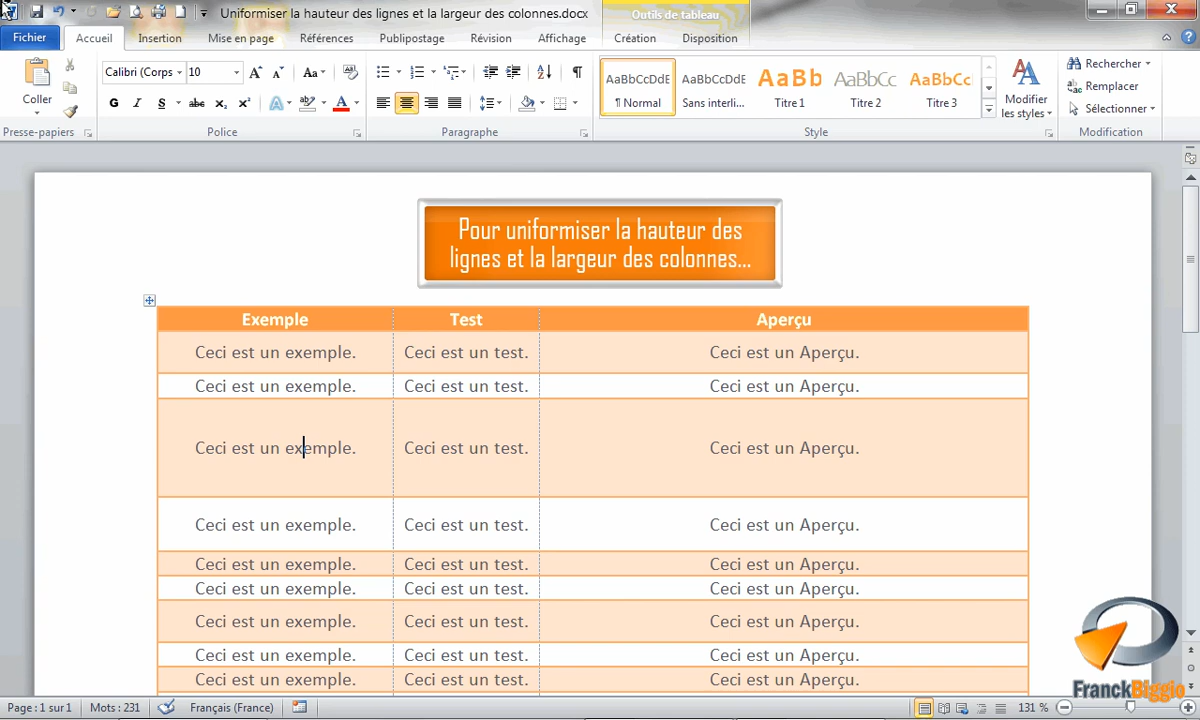 Uniformiser la hauteur des lignes et la largeur des colonnes.docx
Outils de tableau
Fichier Accueil Insertion Mise en page Références Publipostage Révision Affichage Création Disposition
Coller
Presse-papiers
Calibri (Corps 10
G I S abc x₂ x² A ab A
Police
Paragraphe
AaBbCcDdE AaBbCcDdE AaBb AaBbCc AaBbCc
¶ Normal Sans interli... Titre 1 Titre 2 Titre 3
Style
Modifier
les styles
Rechercher
Remplacer
Sélectionner
Modification
Pour uniformiser la hauteur des
lignes et la largeur des colonnes...
Exemple Test Aperçu
Ceci est un exemple. Ceci est un test. Ceci est un Aperçu.
Ceci est un exemple. Ceci est un test. Ceci est un Aperçu.
Ceci est un exemple. Ceci est un test. Ceci est un Aperçu.
Ceci est un exemple. Ceci est un test. Ceci est un Aperçu.
Ceci est un exemple. Ceci est un test. Ceci est un Aperçu.
Ceci est un exemple. Ceci est un test. Ceci est un Aperçu.
Ceci est un exemple. Ceci est un test. Ceci est un Aperçu.
Ceci est un exemple. Ceci est un test. Ceci est un Aperçu.
Ceci est un exemple. Ceci est un test. Ceci est un Aperçu.
FranckBiggio
Page : 1 sur 1 Mots : 231 Français (France) 131 %